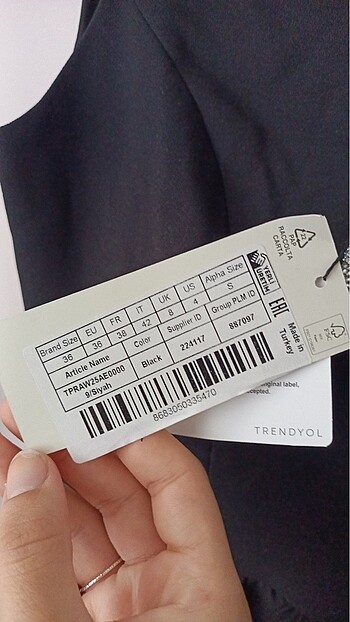 Brand Size EU FR IT UK US Alpha Size
36 36 38 42 8 4 S
Article Name Color Supplier ID Group PLM ID
TPRAW25AE0000
9/Siyah Black 224117 887097
8683050335470
YERLİ
ÜRETİM
EAC
Made in
Turkey
22
PAP
RACCOLTA
CARTA
original label,
TRENDYOL